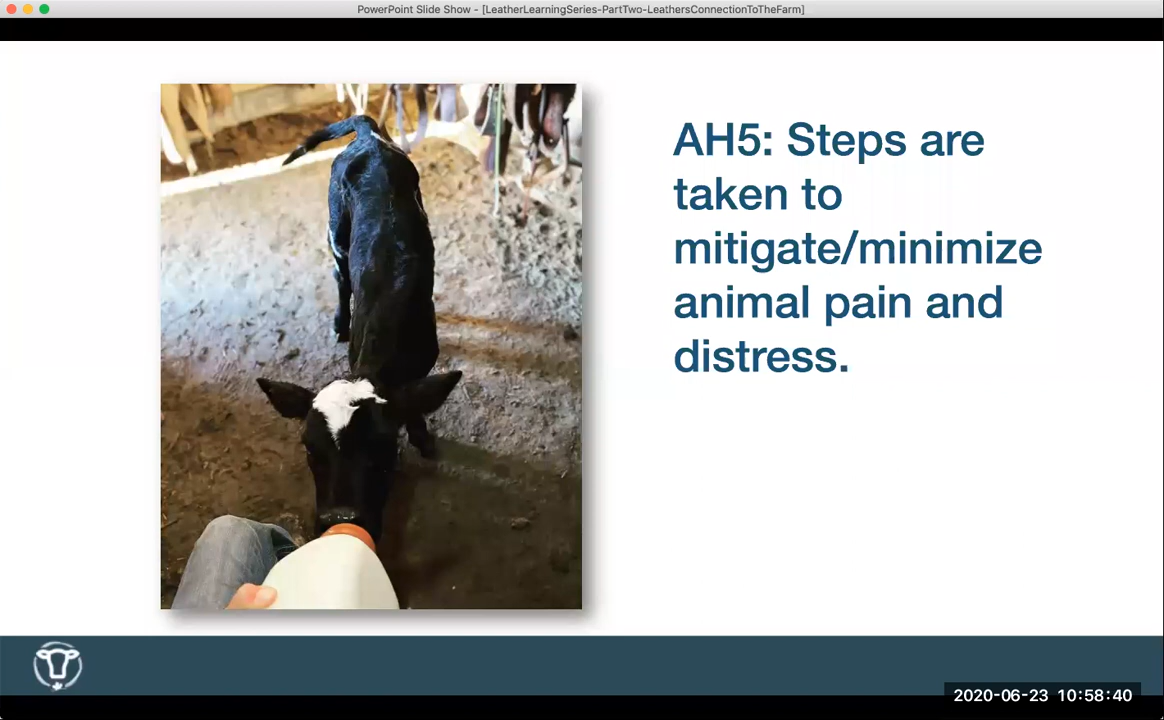 PowerPoint Slide Show - [LeatherLearningSeries-PartTwo-LeathersConnectionToTheFarm]
AH5: Steps are
taken to
mitigate/minimize
animal pain and
distress.
2020-06-23 10:58:40